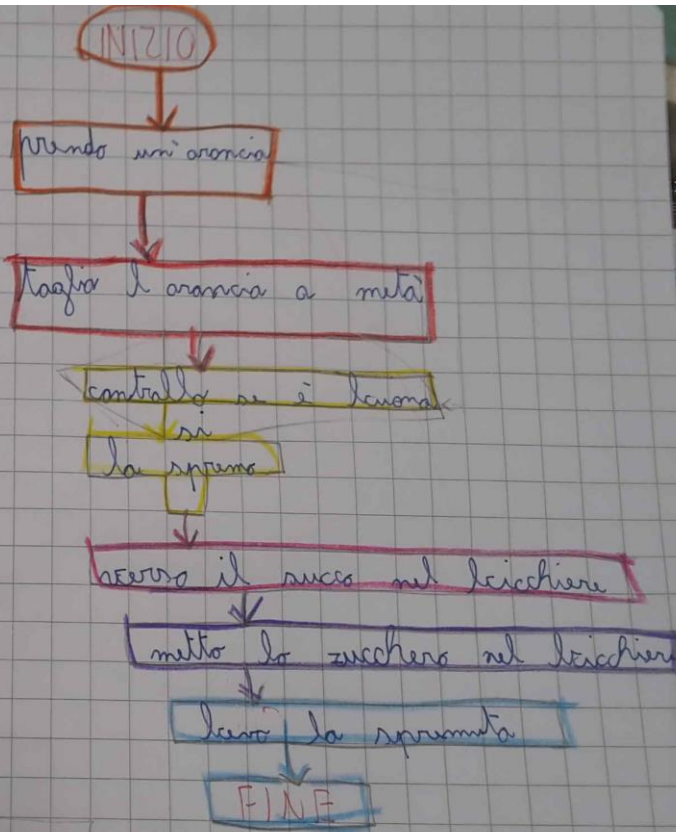 INIZIO
prendo un'arancia
taglio l arancia a metà
controllo se è buona
si
la spremo
verso il succo nel bicchiere
metto lo zucchero nel bicchier
bevo la spremuta
FINE